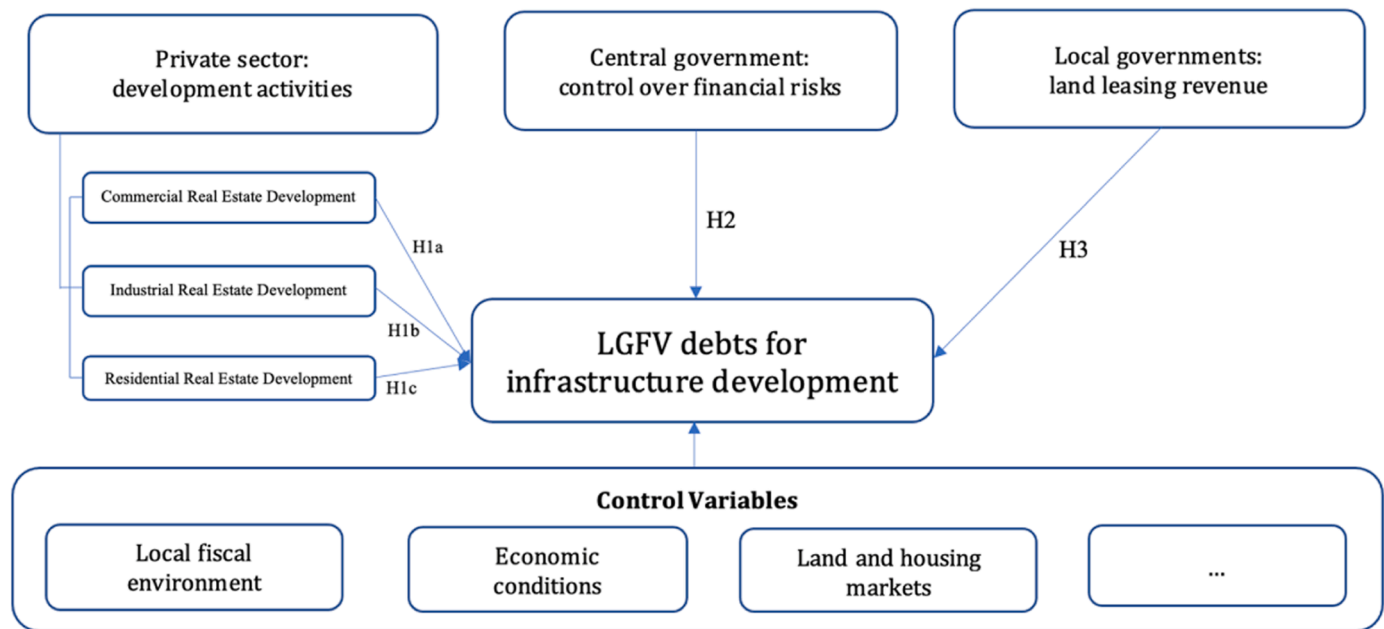 Private sector:
development activities
Central government:
control over financial risks
Local governments:
land leasing revenue
Commercial Real Estate Development
H1a
H2
H3
Industrial Real Estate Development
H1b
Residential Real Estate Development
H1c
LGFV debts for
infrastructure development
Control Variables
Local fiscal
environment
Economic
conditions
Land and housing
markets
...